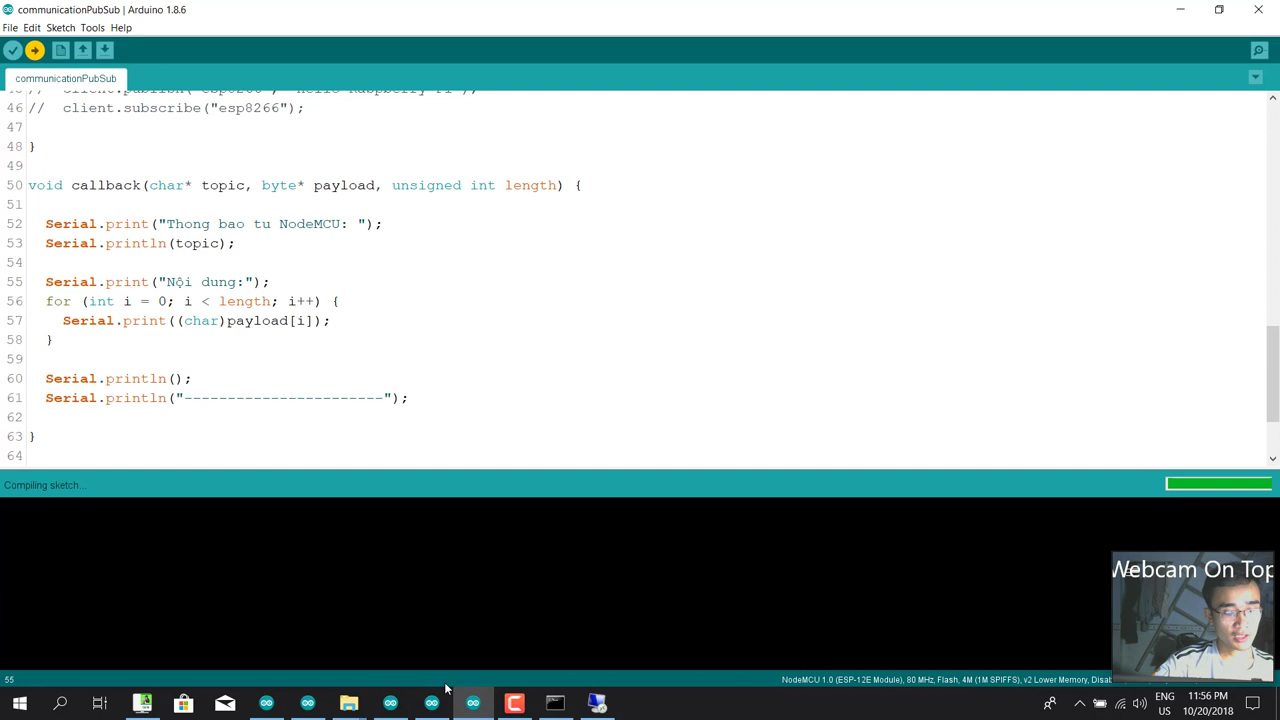 communicationPubSub | Arduino 1.8.6
File Edit Sketch Tools Help
communicationPubSub
46 // client.subscribe("esp8266");
47
48 }
49
50 void callback(char* topic, byte* payload, unsigned int length) {
51
52 Serial.print("Thong bao tu NodeMCU: ");
53 Serial.println(topic);
54
55 Serial.print("Nội dung:");
56 for (int i = 0; i < length; i++) {
57 Serial.print((char)payload[i]);
58 }
59
60 Serial.println();
61 Serial.println("-----------------------");
62
63 }
64
Compiling sketch...
Webcam On Top
55
NodeMCU 1.0 (ESP-12E Module), 80 MHz, Flash, 4M (1M SPIFFS), v2 Lower Memory,
ENG
US
11:56 PM
10/20/2018